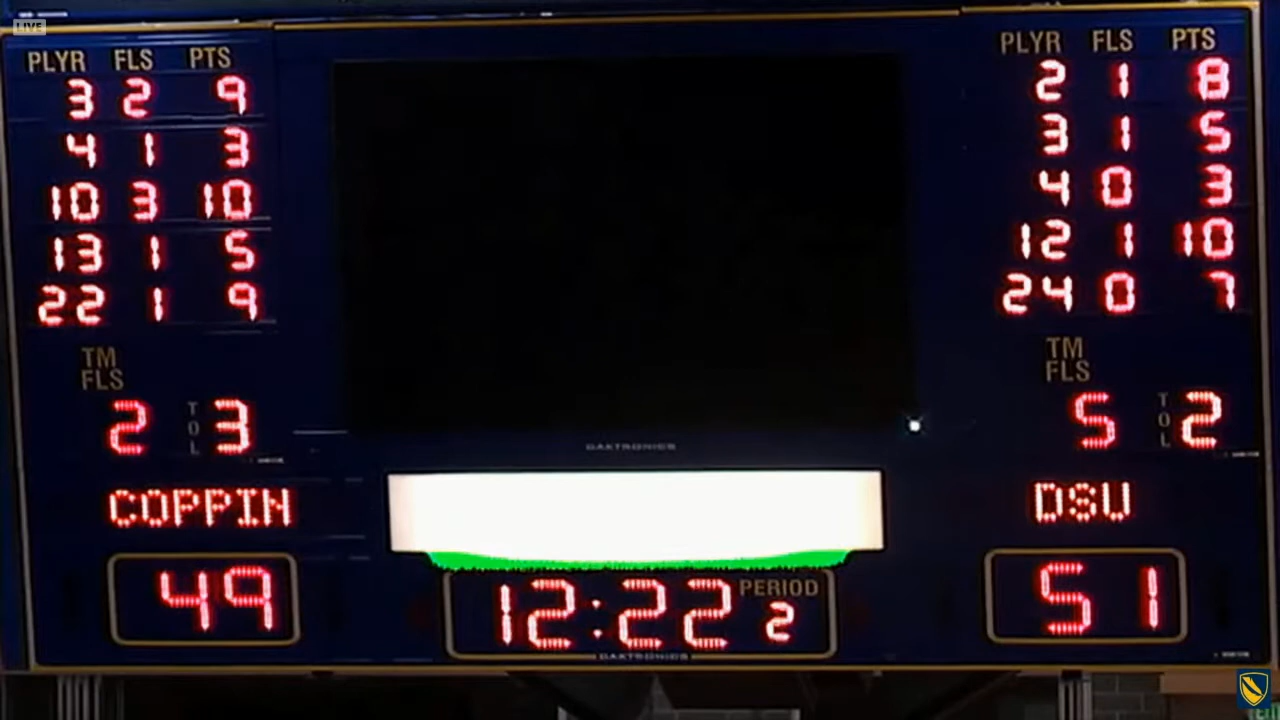 LIVE
PLYR FLS PTS
3 2 9
4 1 3
10 3 10
13 1 5
22 1 9
TM
FLS
2 TOL 3
COPPIN
49
DAKTRONICS
12:22 PERIOD 2
DAKTRONICS
PLYR FLS PTS
2 1 8
3 1 5
4 0 3
12 1 10
24 0 7
TM
FLS
5 TOL 2
DSU
51